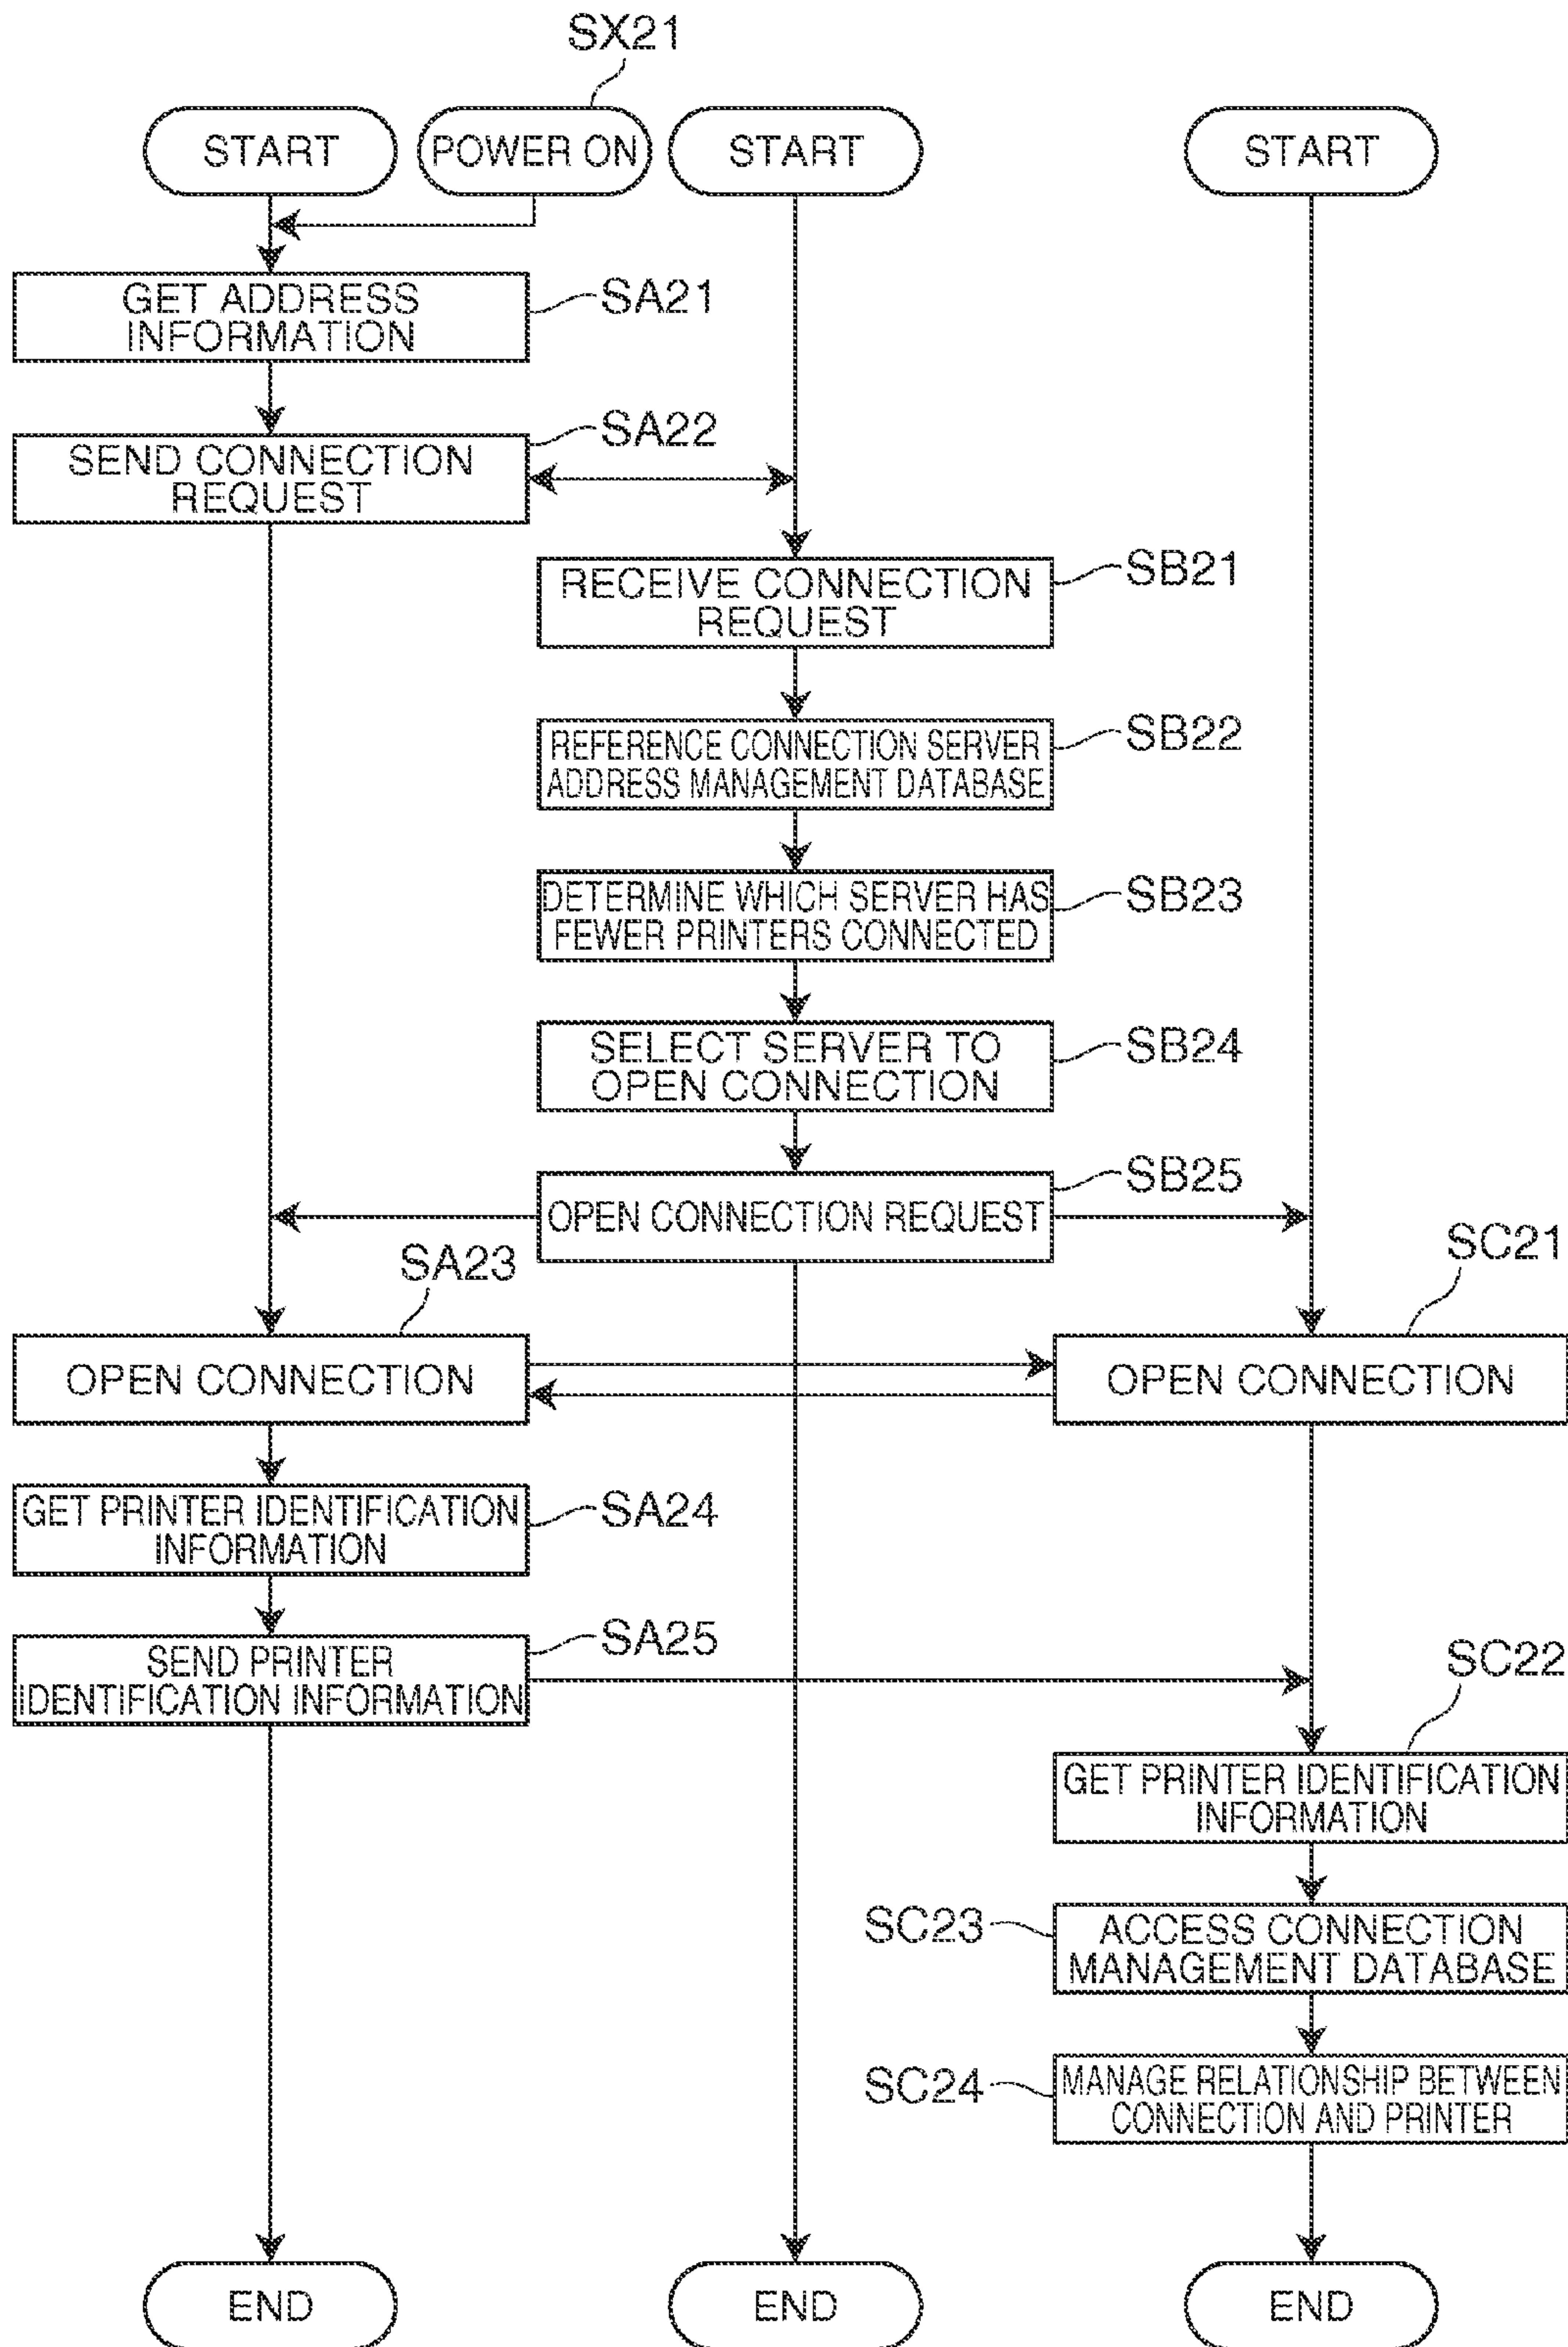 SX21
START
POWER ON
START
START
GET ADDRESS
INFORMATION
SA21
SEND CONNECTION
REQUEST
SA22
RECEIVE CONNECTION
REQUEST
SB21
REFERENCE CONNECTION SERVER
ADDRESS MANAGEMENT DATABASE
SB22
DETERMINE WHICH SERVER HAS
FEWER PRINTERS CONNECTED
SB23
SELECT SERVER TO
OPEN CONNECTION
SB24
OPEN CONNECTION REQUEST
SB25
SA23
SC21
OPEN CONNECTION
OPEN CONNECTION
GET PRINTER IDENTIFICATION
INFORMATION
SA24
SEND PRINTER
IDENTIFICATION INFORMATION
SA25
SC22
GET PRINTER IDENTIFICATION
INFORMATION
SC23
ACCESS CONNECTION
MANAGEMENT DATABASE
SC24
MANAGE RELATIONSHIP BETWEEN
CONNECTION AND PRINTER
END
END
END